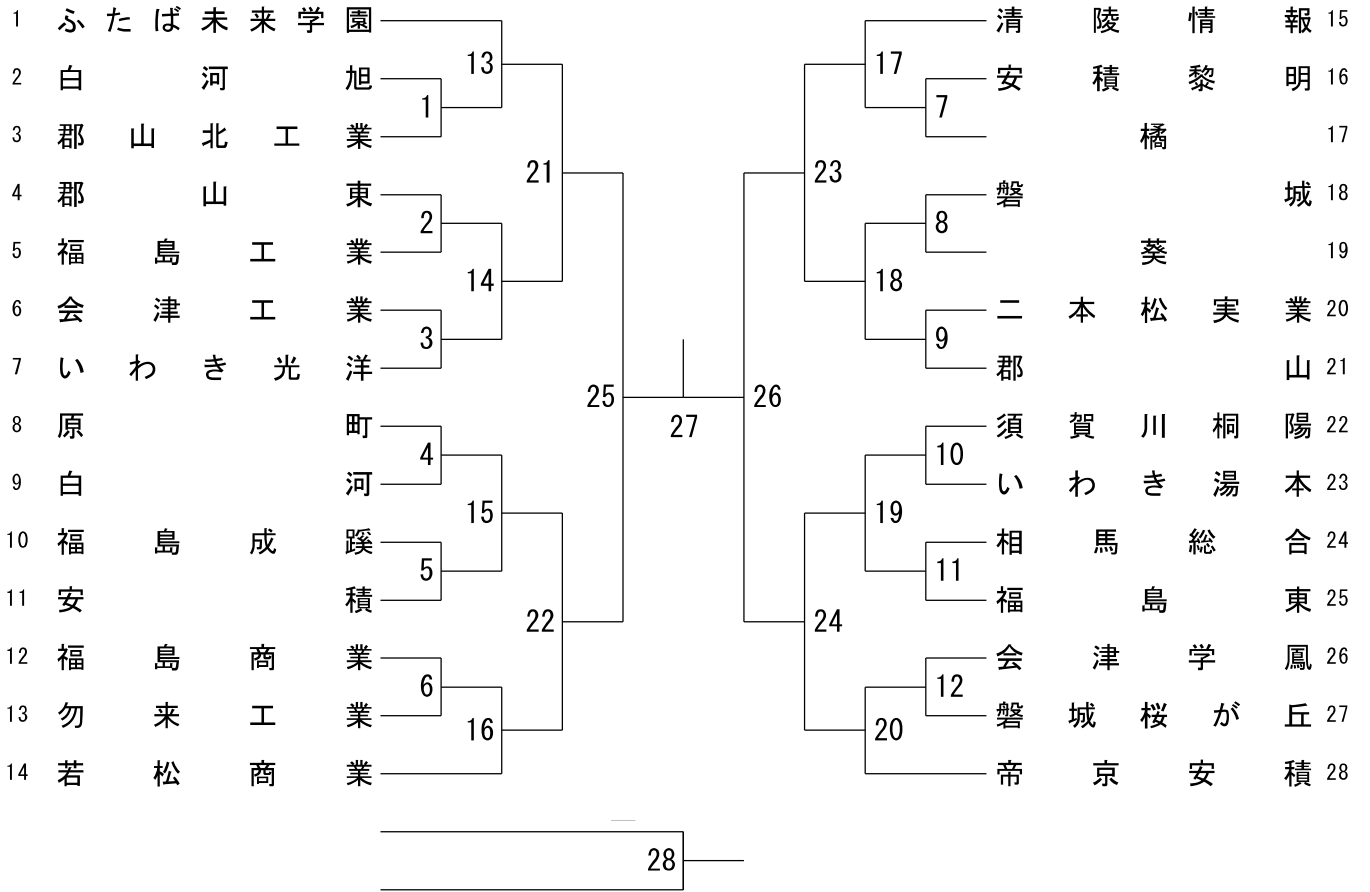 1 ふたば未来学園
2 白河旭
3 郡山北工業
4 郡山東
5 福島工業
6 会津工業
7 いわき光洋
8 原町
9 白河
10 福島成蹊
11 安積
12 福島商業
13 勿来工業
14 若松商業
1
2
3
4
5
6
13
14
15
16
21
22
25
27
26
23
24
17
18
19
20
7
8
9
10
11
12
清陵情報 15
安積黎明 16
橘 17
磐城 18
葵 19
二本松実業 20
郡山 21
須賀川桐陽 22
いわき湯本 23
相馬総合 24
福島東 25
会津学鳳 26
磐城桜が丘 27
帝京安積 28
28